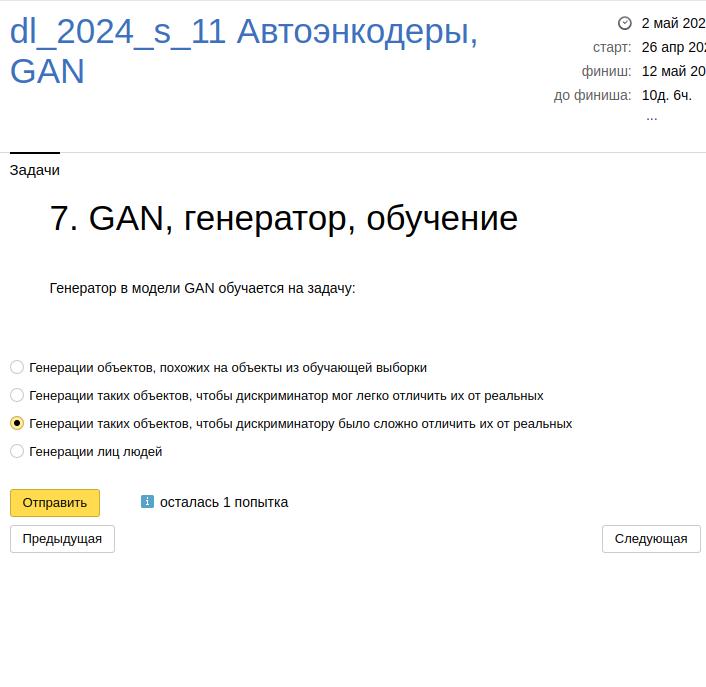 dl_2024_s_11 Автоэнкодеры,
GAN
2 май 202
старт: 26 апр 202
финиш: 12 май 20
до финиша: 10д. 6ч.
...
Задачи
7. GAN, генератор, обучение
Генератор в модели GAN обучается на задачу:
Генерации объектов, похожих на объекты из обучающей выборки
Генерации таких объектов, чтобы дискриминатор мог легко отличить их от реальных
Генерации таких объектов, чтобы дискриминатору было сложно отличить их от реальных
Генерации лиц людей
Отправить осталась 1 попытка
Предыдущая Следующая